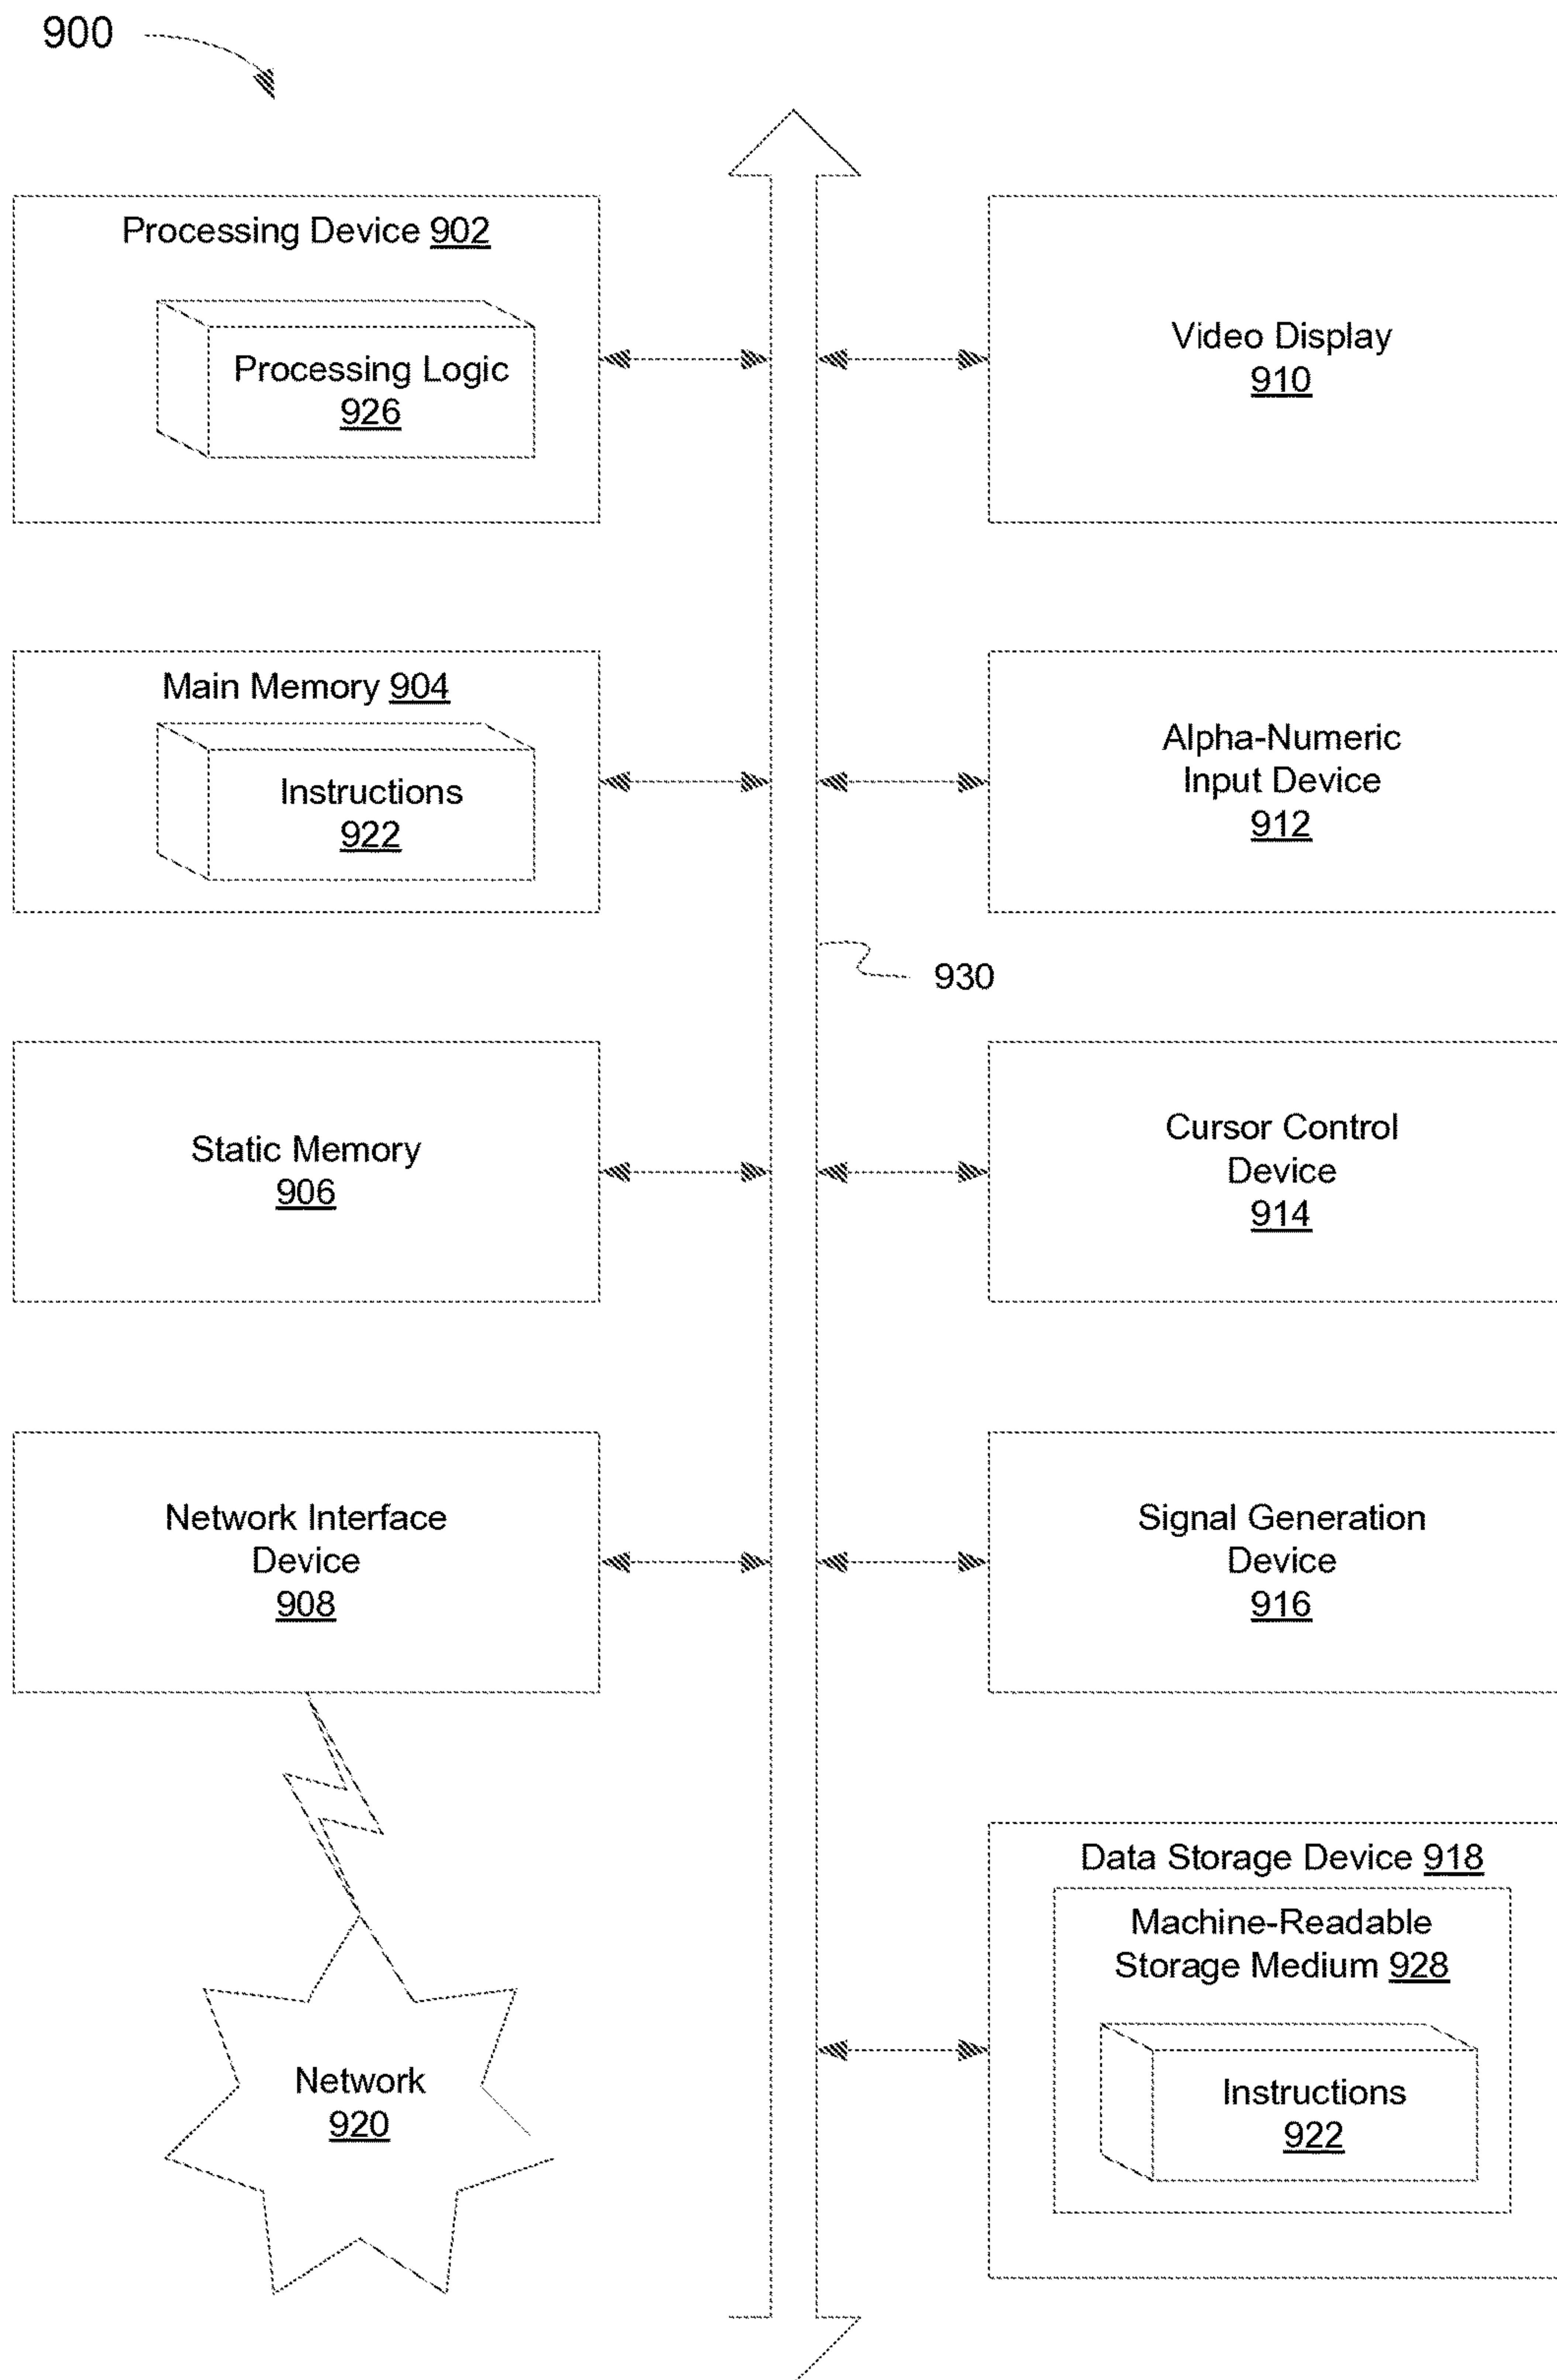 900
Processing Device 902
Processing Logic
926
Video Display
910
Main Memory 904
Instructions
922
Alpha-Numeric
Input Device
912
930
Static Memory
906
Cursor Control
Device
914
Network Interface
Device
908
Signal Generation
Device
916
Data Storage Device 918
Machine-Readable
Storage Medium 928
Instructions
922
Network
920